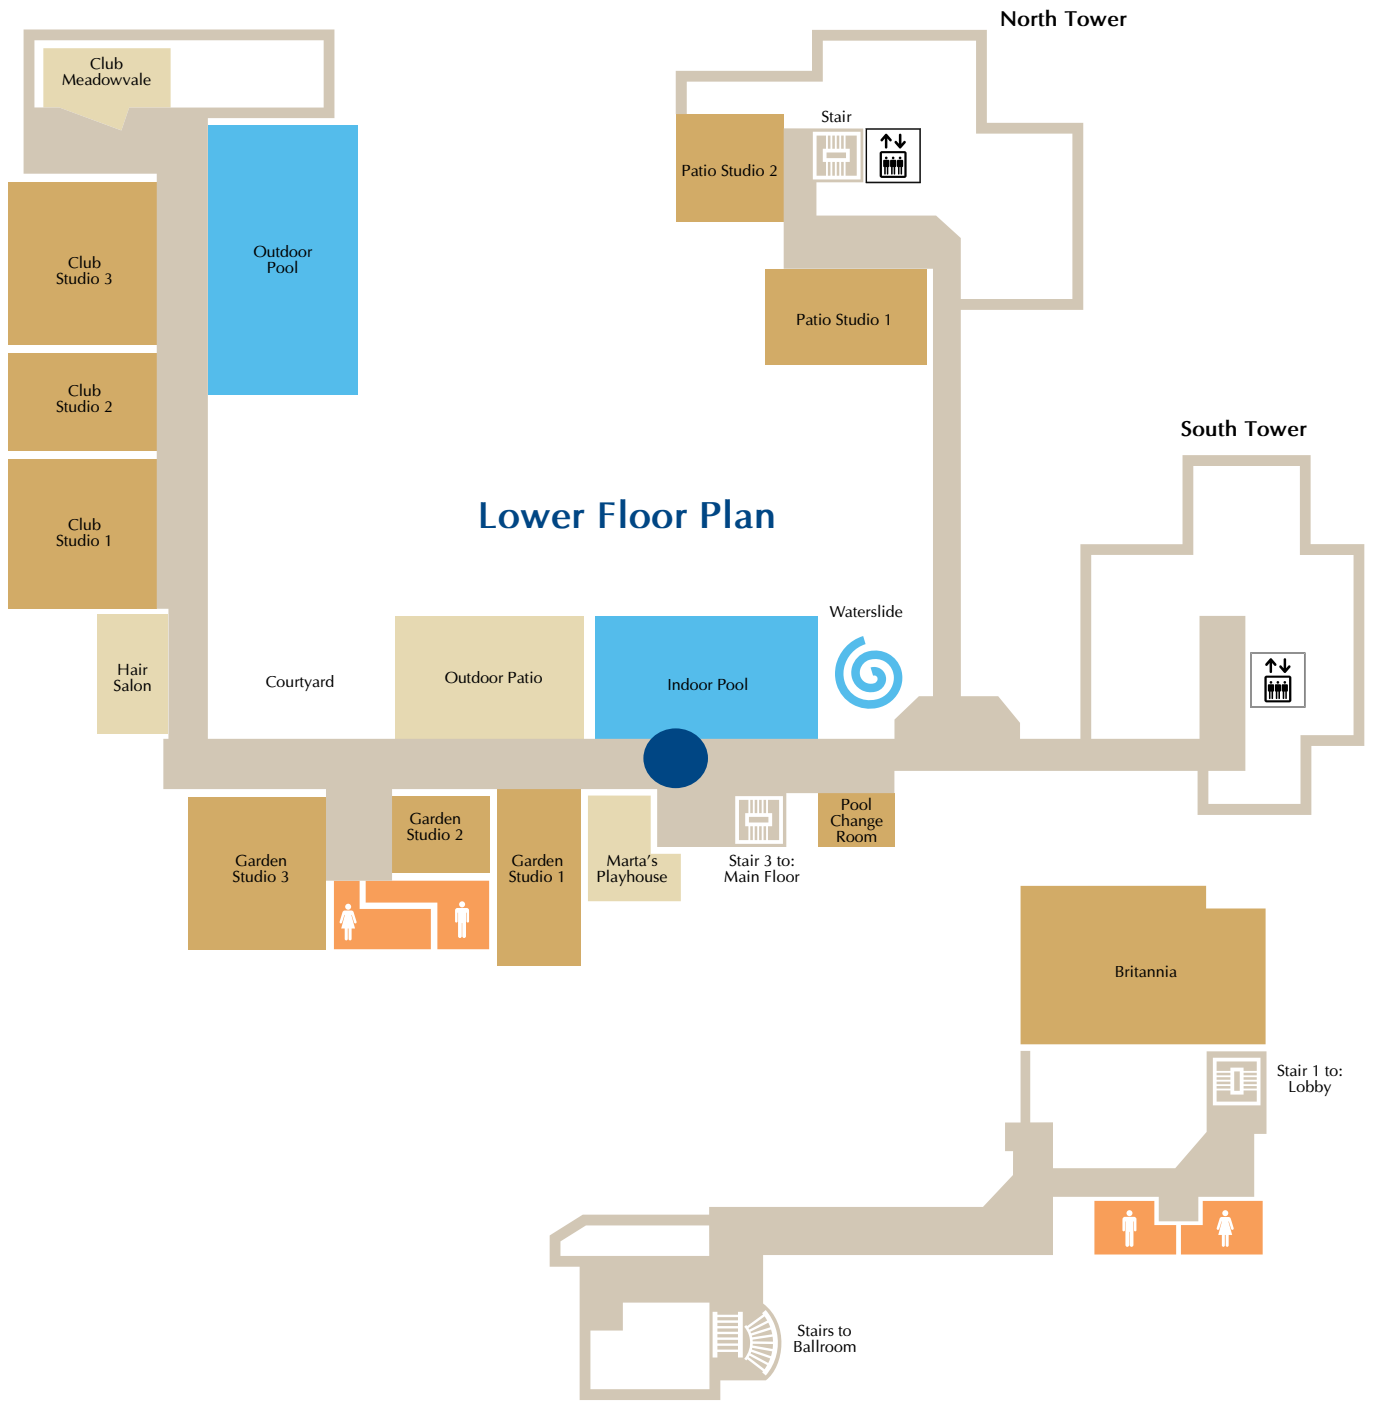 North Tower
Club
Meadowvale
Stair
Patio Studio 2
Outdoor
Pool
Club
Studio 3
Patio Studio 1
Club
Studio 2
South Tower
Lower Floor Plan
Club
Studio 1
Waterslide
Hair
Salon
Courtyard
Outdoor Patio
Indoor Pool
Garden
Studio 2
Pool
Change
Room
Garden
Studio 3
Garden
Studio 1
Marta's
Playhouse
Stair 3 to:
Main Floor
Britannia
Stair 1 to:
Lobby
Stairs to
Ballroom